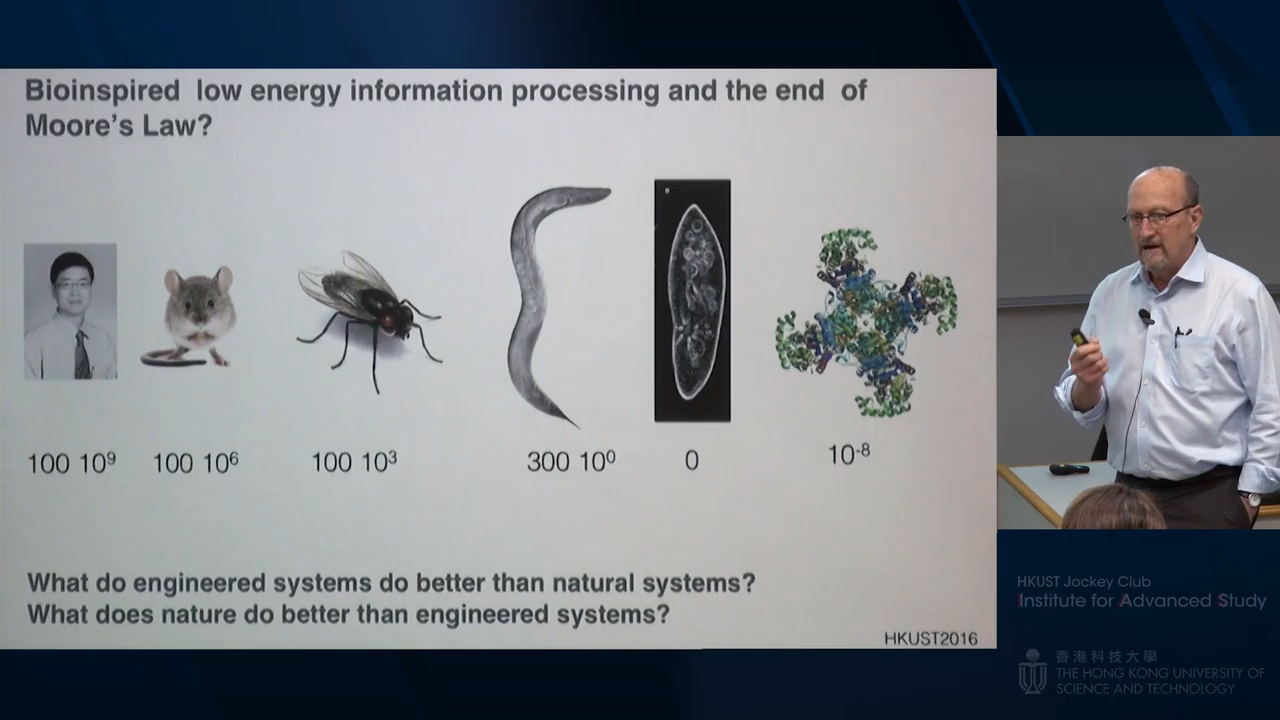 Bioinspired low energy information processing and the end of
Moore's Law?
100 10⁹ 100 10⁶ 100 10³ 300 10⁰ 0 10⁻⁸
What do engineered systems do better than natural systems?
What does nature do better than engineered systems?
HKUST2016
HKUST Jockey Club
Institute for Advanced Study
香港科技大學
THE HONG KONG UNIVERSITY OF
SCIENCE AND TECHNOLOGY